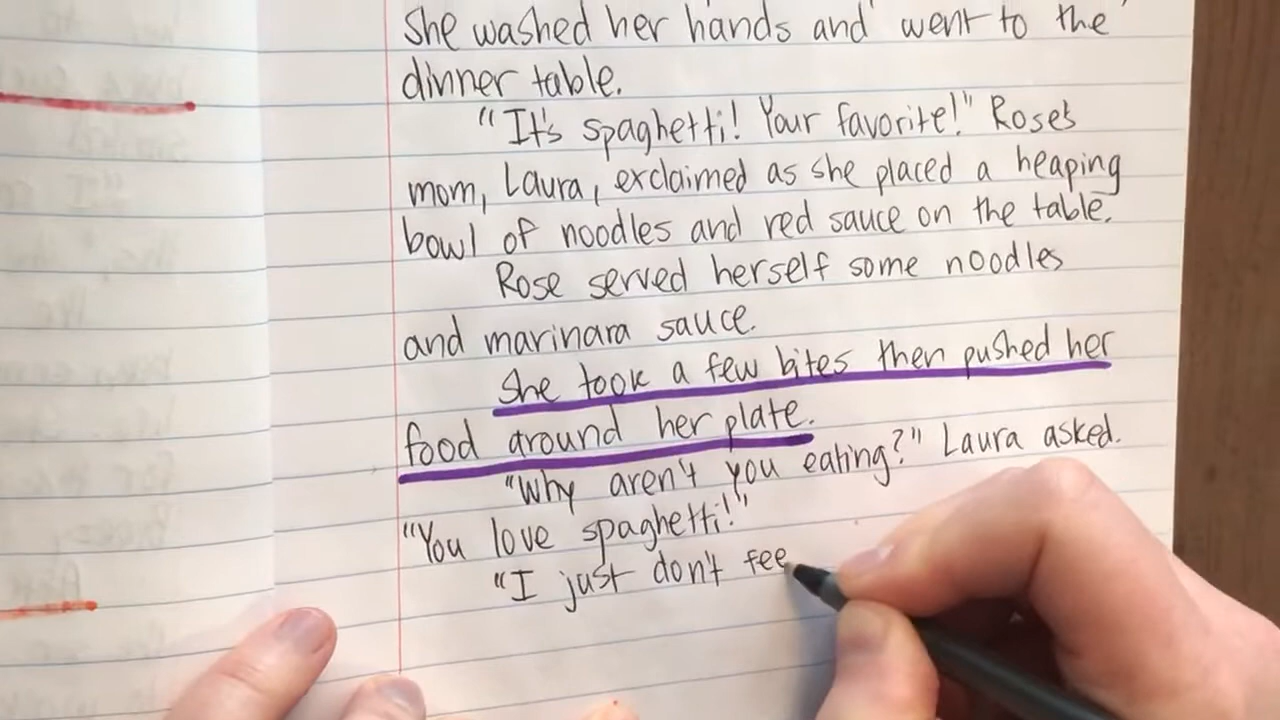 She washed her hands and went to the
dinner table.
"It's spaghetti! Your favorite!" Rose's
mom, Laura, exclaimed as she placed a heaping
bowl of noodles and red sauce on the table.
Rose served herself some noodles
and marinara sauce.
She took a few bites then pushed her
food around her plate.
"Why aren't you eating?" Laura asked.
"You love spaghetti!"
"I just don't fee